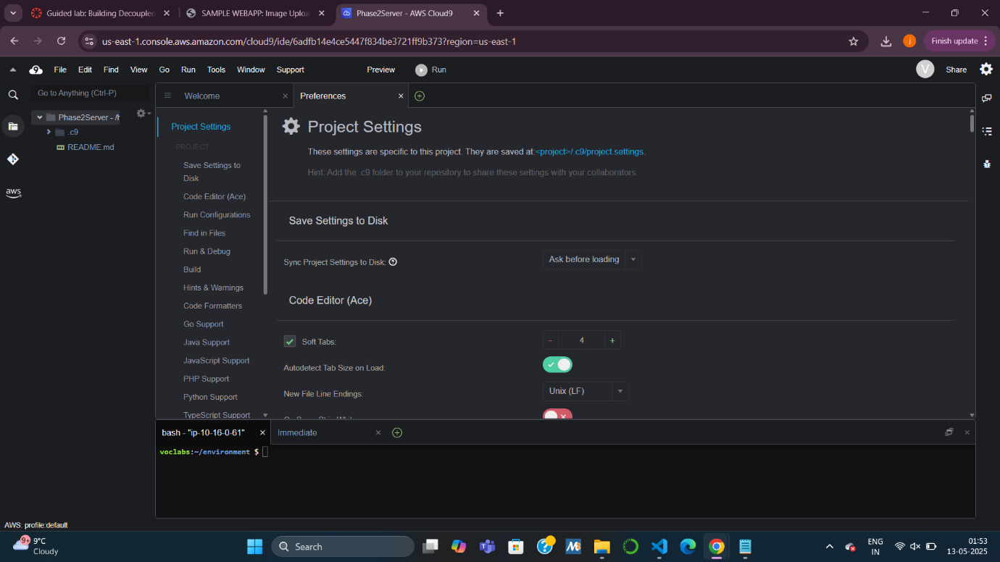 Guided lab: Building Decoupled
SAMPLE WEBAPP: Image Uploa
Phase2Server - AWS Cloud9
us-east-1.console.aws.amazon.com/cloud9/ide/6adfb14e4ce5447f834be3721ff9b373?region=us-east-1
j
Finish update
9
File Edit Find View Go Run Tools Window Support Preview Run
V
Share
Go to Anything (Ctrl-P)
Welcome
Preferences
Phase2Server - /h
.c9
README.md
aws
Project Settings
PROJECT
Save Settings to
Disk
Code Editor (Ace)
Run Configurations
Find in Files
Run & Debug
Build
Hints & Warnings
Code Formatters
Go Support
Java Support
JavaScript Support
PHP Support
Python Support
TypeScript Support
Project Settings
These settings are specific to this project. They are saved at:<project>/.c9/project.settings.
Hint: Add the .c9 folder to your repository to share these settings with your collaborators.
Save Settings to Disk
Sync Project Settings to Disk: Ask before loading
Code Editor (Ace)
Soft Tabs: - 4 +
Autodetect Tab Size on Load:
New File Line Endings: Unix (LF)
bash - "ip-10-16-0-61"
Immediate
voclabs:~/environment $
AWS: profile:default
9+
9°C
Cloudy
Search
ENG
IN
01:53
13-05-2025